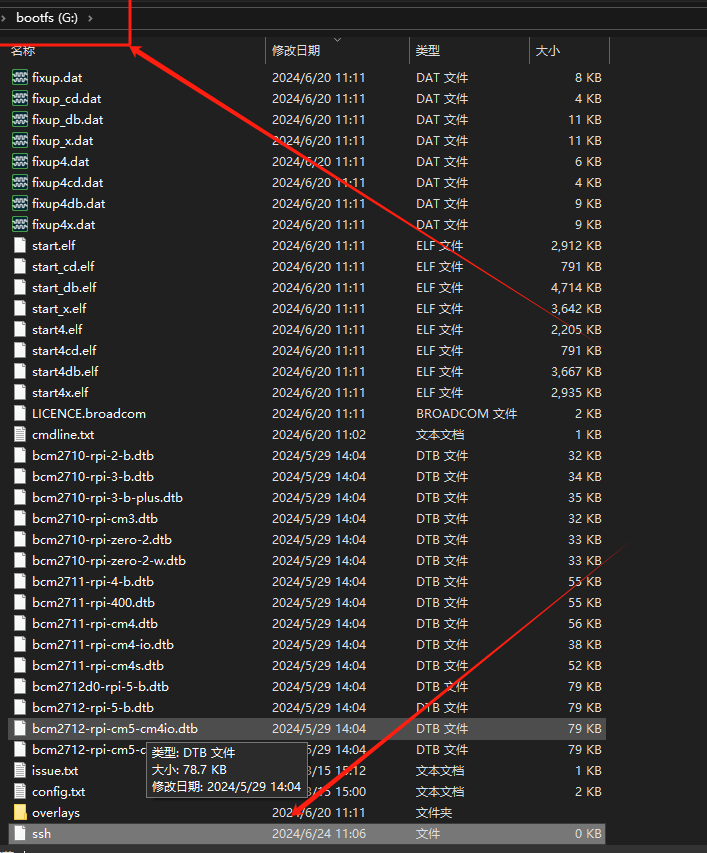 bootfs (G:)
名称 修改日期 类型 大小
fixup.dat 2024/6/20 11:11 DAT 文件 8 KB
fixup_cd.dat 2024/6/20 11:11 DAT 文件 4 KB
fixup_db.dat 2024/6/20 11:11 DAT 文件 11 KB
fixup_x.dat 2024/6/20 11:11 DAT 文件 11 KB
fixup4.dat 2024/6/20 11:11 DAT 文件 6 KB
fixup4cd.dat 2024/6/20 11:11 DAT 文件 4 KB
fixup4db.dat 2024/6/20 11:11 DAT 文件 9 KB
fixup4x.dat 2024/6/20 11:11 DAT 文件 9 KB
start.elf 2024/6/20 11:11 ELF 文件 2,912 KB
start_cd.elf 2024/6/20 11:11 ELF 文件 791 KB
start_db.elf 2024/6/20 11:11 ELF 文件 4,714 KB
start_x.elf 2024/6/20 11:11 ELF 文件 3,642 KB
start4.elf 2024/6/20 11:11 ELF 文件 2,205 KB
start4cd.elf 2024/6/20 11:11 ELF 文件 791 KB
start4db.elf 2024/6/20 11:11 ELF 文件 3,667 KB
start4x.elf 2024/6/20 11:11 ELF 文件 2,935 KB
LICENCE.broadcom 2024/6/20 11:11 BROADCOM 文件 2 KB
cmdline.txt 2024/6/20 11:02 文本文档 1 KB
bcm2710-rpi-2-b.dtb 2024/5/29 14:04 DTB 文件 32 KB
bcm2710-rpi-3-b.dtb 2024/5/29 14:04 DTB 文件 34 KB
bcm2710-rpi-3-b-plus.dtb 2024/5/29 14:04 DTB 文件 35 KB
bcm2710-rpi-cm3.dtb 2024/5/29 14:04 DTB 文件 32 KB
bcm2710-rpi-zero-2.dtb 2024/5/29 14:04 DTB 文件 33 KB
bcm2710-rpi-zero-2-w.dtb 2024/5/29 14:04 DTB 文件 33 KB
bcm2711-rpi-4-b.dtb 2024/5/29 14:04 DTB 文件 55 KB
bcm2711-rpi-400.dtb 2024/5/29 14:04 DTB 文件 55 KB
bcm2711-rpi-cm4.dtb 2024/5/29 14:04 DTB 文件 56 KB
bcm2711-rpi-cm4-io.dtb 2024/5/29 14:04 DTB 文件 38 KB
bcm2711-rpi-cm4s.dtb 2024/5/29 14:04 DTB 文件 52 KB
bcm2712d0-rpi-5-b.dtb 2024/5/29 14:04 DTB 文件 79 KB
bcm2712-rpi-5-b.dtb 2024/5/29 14:04 DTB 文件 79 KB
bcm2712-rpi-cm5-cm4io.dtb 2024/5/29 14:04 DTB 文件 79 KB
bcm2712-rpi-cm5-c 2024/5/29 14:04 DTB 文件 79 KB
类型: DTB 文件
大小: 78.7 KB
修改日期: 2024/5/29 14:04
issue.txt /15 15:12 文本文档 1 KB
config.txt /15 15:00 文本文档 2 KB
overlays 2024/6/20 11:11 文件夹
ssh 2024/6/24 11:06 文件 0 KB